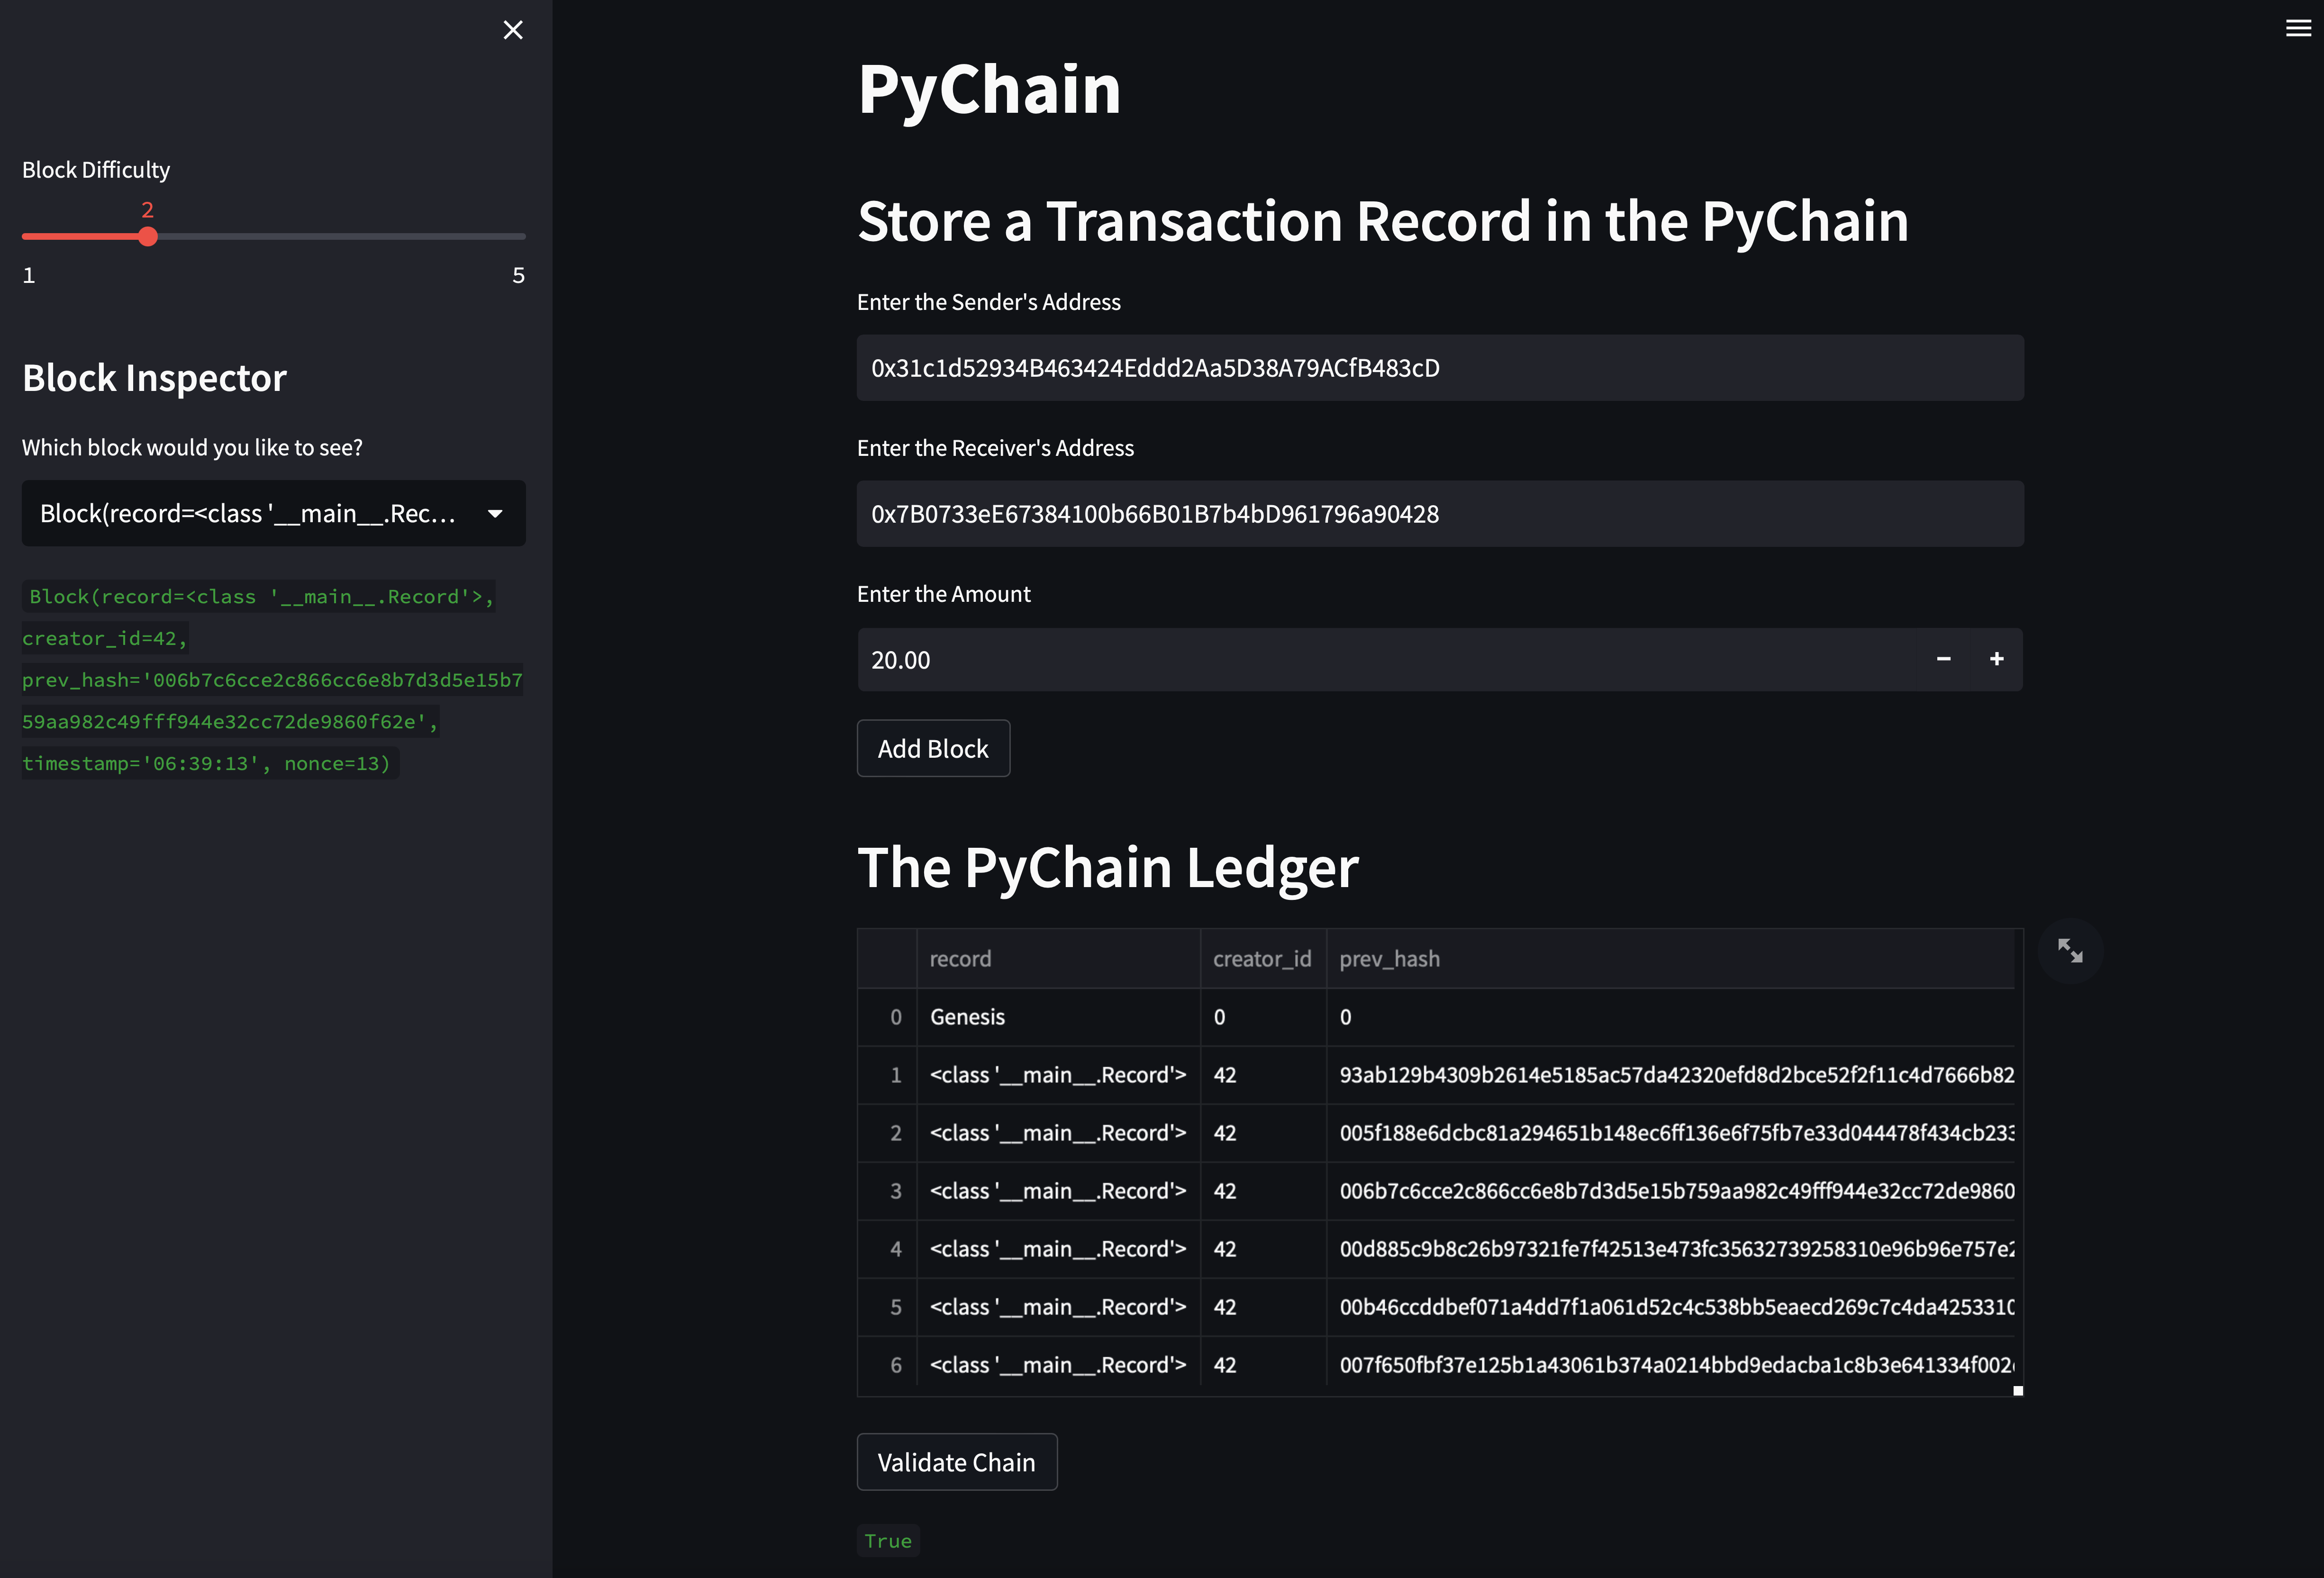 Block Difficulty
2
1 5
Block Inspector
Which block would you like to see?
Block(record=<class '__main__.Rec...
Block(record=<class '__main__.Record'>,
creator_id=42,
prev_hash='006b7c6cce2c866cc6e8b7d3d5e15b7
59aa982c49fff944e32cc72de9860f62e',
timestamp='06:39:13', nonce=13)
PyChain
Store a Transaction Record in the PyChain
Enter the Sender's Address
0x31c1d52934B463424Eddd2Aa5D38A79ACfB483cD
Enter the Receiver's Address
0x7B0733eE67384100b66B01B7b4bD961796a90428
Enter the Amount
20.00
Add Block
The PyChain Ledger
record creator_id prev_hash
0 Genesis 0 0
1 <class '__main__.Record'> 42 93ab129b4309b2614e5185ac57da42320efd8d2bce52f2f11c4d7666b82
2 <class '__main__.Record'> 42 005f188e6dcbc81a294651b148ec6ff136e6f75fb7e33d044478f434cb233
3 <class '__main__.Record'> 42 006b7c6cce2c866cc6e8b7d3d5e15b759aa982c49fff944e32cc72de9860
4 <class '__main__.Record'> 42 00d885c9b8c26b97321fe7f42513e473fc35632739258310e96b96e757e2
5 <class '__main__.Record'> 42 00b46ccddbef071a4dd7f1a061d52c4c538bb5eaecd269c7c4da4253310
6 <class '__main__.Record'> 42 007f650fbf37e125b1a43061b374a0214bbd9edacba1c8b3e641334f002
Validate Chain
True